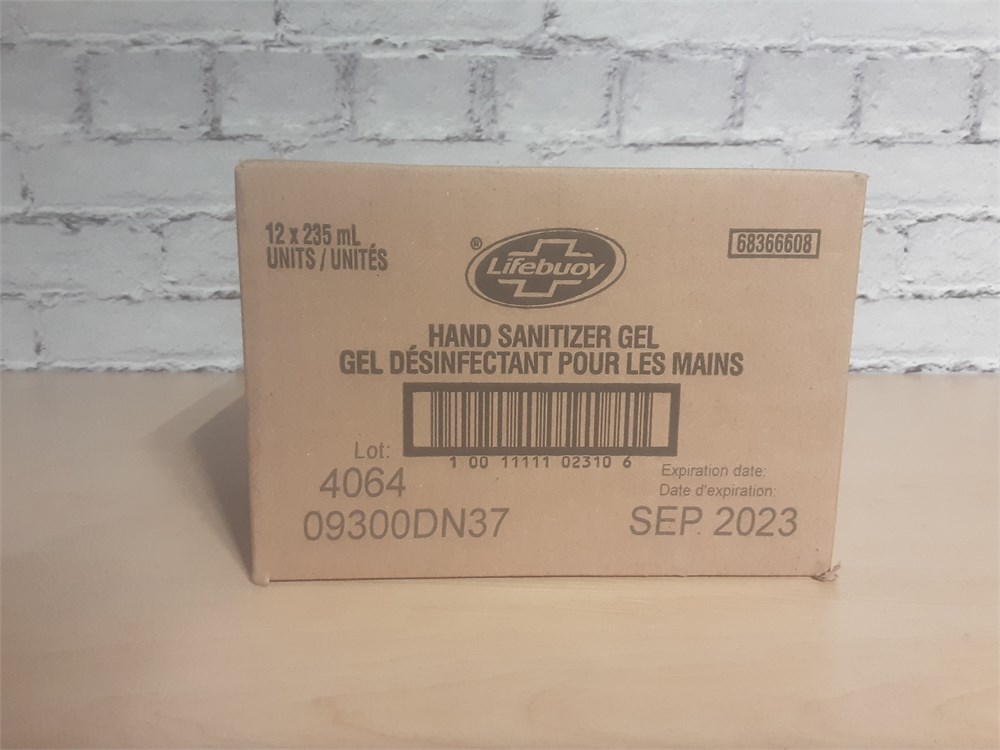 12 x 235 mL
UNITS / UNITÉS
® Lifebuoy
68366608
HAND SANITIZER GEL
GEL DÉSINFECTANT POUR LES MAINS
1 00 11111 02310 6
Lot:
4064
09300DN37
Expiration date:
Date d'expiration:
SEP. 2023